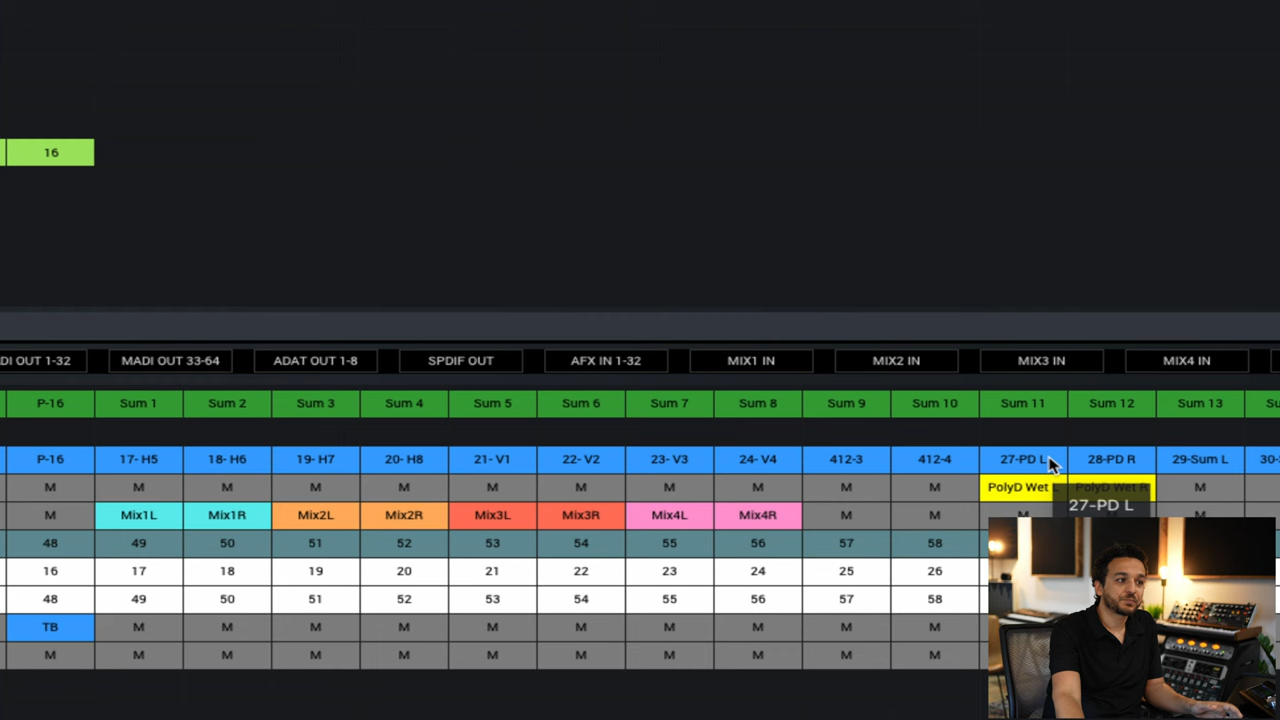 16
DI OUT 1-32 MADI OUT 33-64 ADAT OUT 1-8 SPDIF OUT AFX IN 1-32 MIX1 IN MIX2 IN MIX3 IN MIX4 IN
P-16 Sum 1 Sum 2 Sum 3 Sum 4 Sum 5 Sum 6 Sum 7 Sum 8 Sum 9 Sum 10 Sum 11 Sum 12 Sum 13 Su
P-16 17- H5 18- H6 19- H7 20- H8 21- V1 22- V2 23- V3 24- V4 412-3 412-4 27-PD L 28-PD R 29-Sum L 30-
M M M M M M M M M M M PolyD Wet L PolyD Wet R M
M Mix1L Mix1R Mix2L Mix2R Mix3L Mix3R Mix4L Mix4R M M M M M
27-PD L
48 49 50 51 52 53 54 55 56 57 58
16 17 18 19 20 21 22 23 24 25 26
48 49 50 51 52 53 54 55 56 57 58
TB M M M M M M M M M M
M M M M M M M M M M M